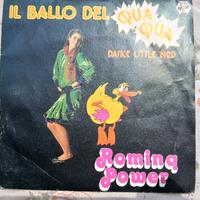 IL BALLO DEL QUA
QUA
DANCE LITTLE BIRD
Romina
Power